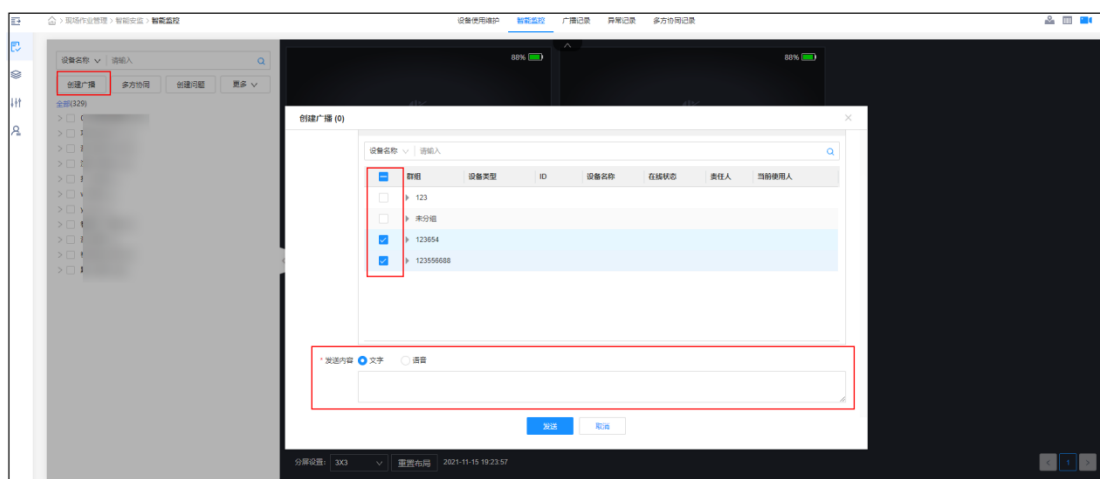 > 现场作业管理 > 智能安监 > 智能监控
设备使用维护 智能监控 广播记录 异常记录 多方协同记录
设备名称 请输入
创建广播 多方协同 创建问题 更多
全部(329)
88%
88%
创建广播 (0)
设备名称 请输入
群组 设备类型 ID 设备名称 在线状态 责任人 当前使用人
123
未分组
123654
123556688
* 发送内容 文字 语音
发送 取消
分屏设置: 3X3 重置布局 2021-11-15 19:23:57
< 1 >